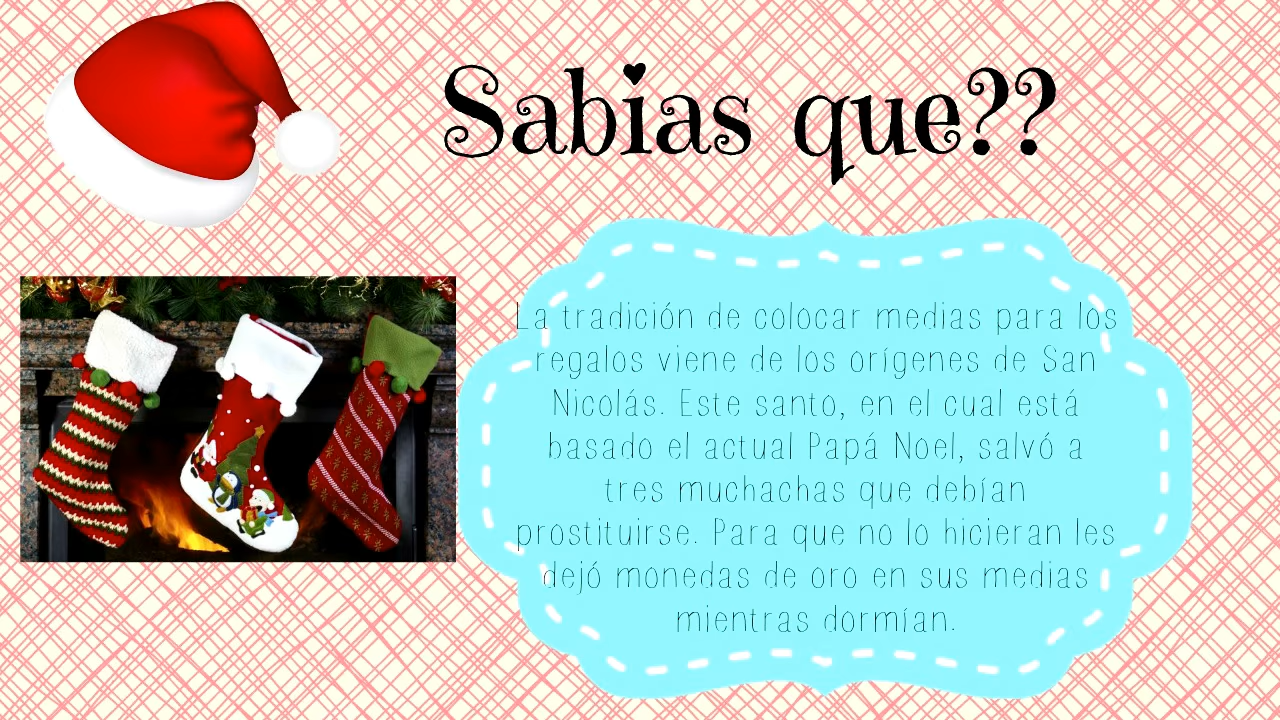 Sabias que??
La tradición de colocar medias para los
regalos viene de los orígenes de San
Nicolás. Este santo, en el cual está
basado el actual Papá Noel, salvó a
tres muchachas que debían
prostituirse. Para que no lo hicieran les
dejó monedas de oro en sus medias
mientras dormían.